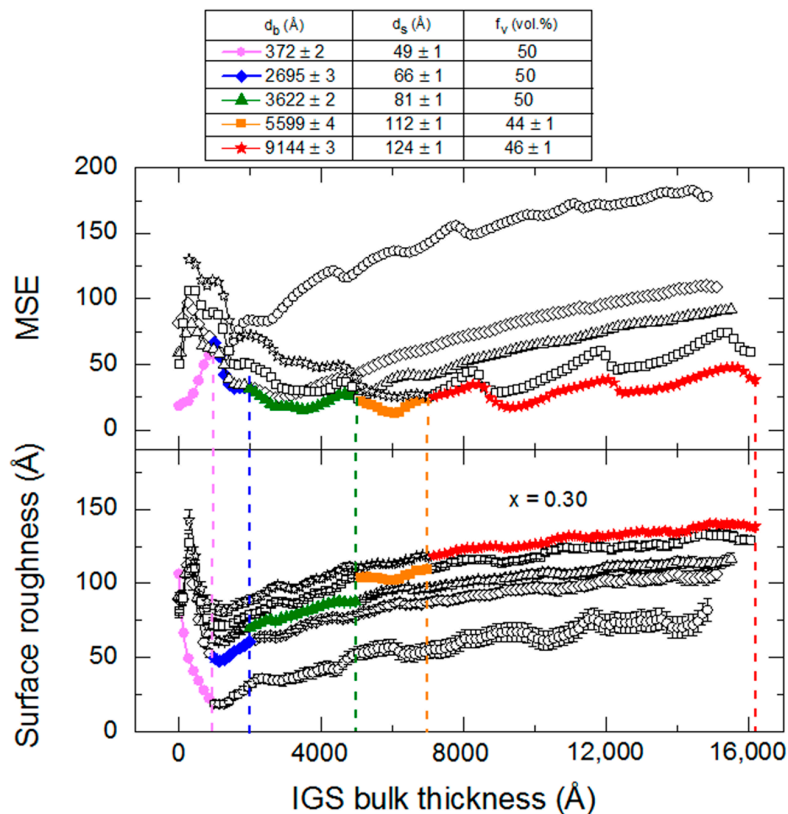 d_b (Å) d_s (Å) f_v (vol.%)
372 ± 2 49 ± 1 50
2695 ± 3 66 ± 1 50
3622 ± 2 81 ± 1 50
5599 ± 4 112 ± 1 44 ± 1
9144 ± 3 124 ± 1 46 ± 1
200
150
100
50
0
MSE
x = 0.30
150
100
50
0
Surface roughness (Å)
0 4000 8000 12,000 16,000
IGS bulk thickness (Å)